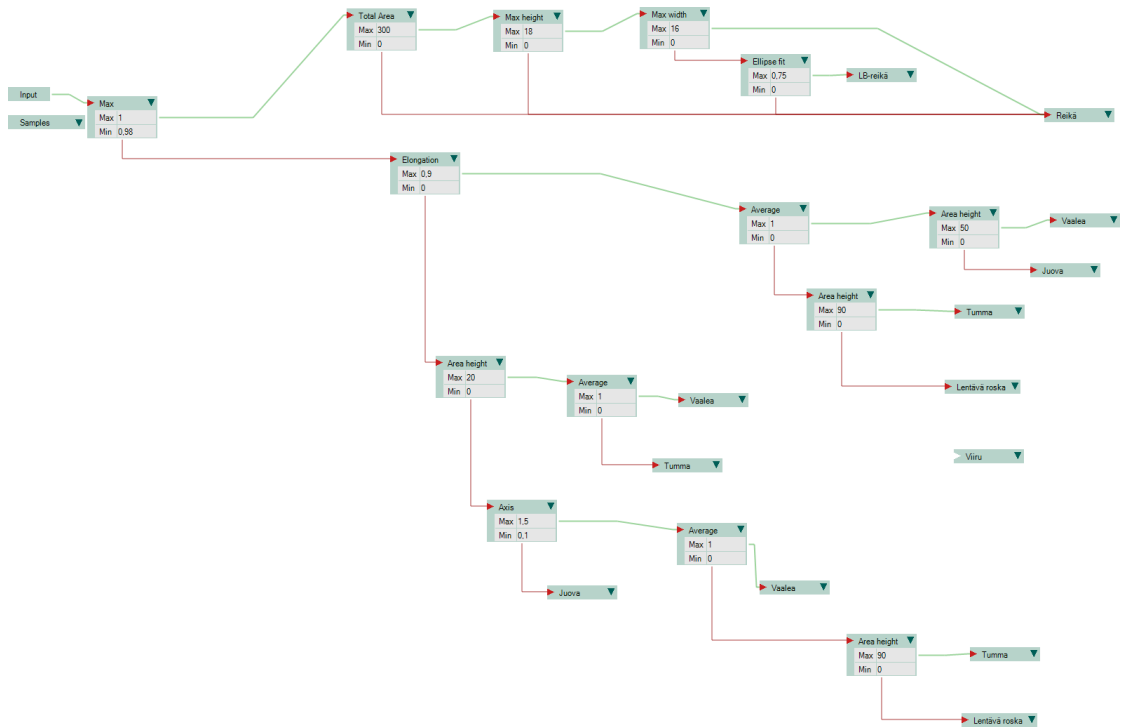 Total Area
Max 300
Min 0
Max height
Max 18
Min 0
Max width
Max 16
Min 0
Ellipse fit
Max 0,75
Min 0
LB-reikä
Input
Samples
Max
Max 1
Min 0,98
Reikä
Elongation
Max 0,9
Min 0
Average
Max 1
Min 0
Area height
Max 50
Min 0
Vaalea
Juova
Area height
Max 90
Min 0
Tumma
Lentävä roska
Area height
Max 20
Min 0
Average
Max 1
Min 0
Vaalea
Tumma
Viiru
Axis
Max 1,5
Min 0,1
Average
Max 1
Min 0
Juova
Vaalea
Area height
Max 90
Min 0
Tumma
Lentävä roska